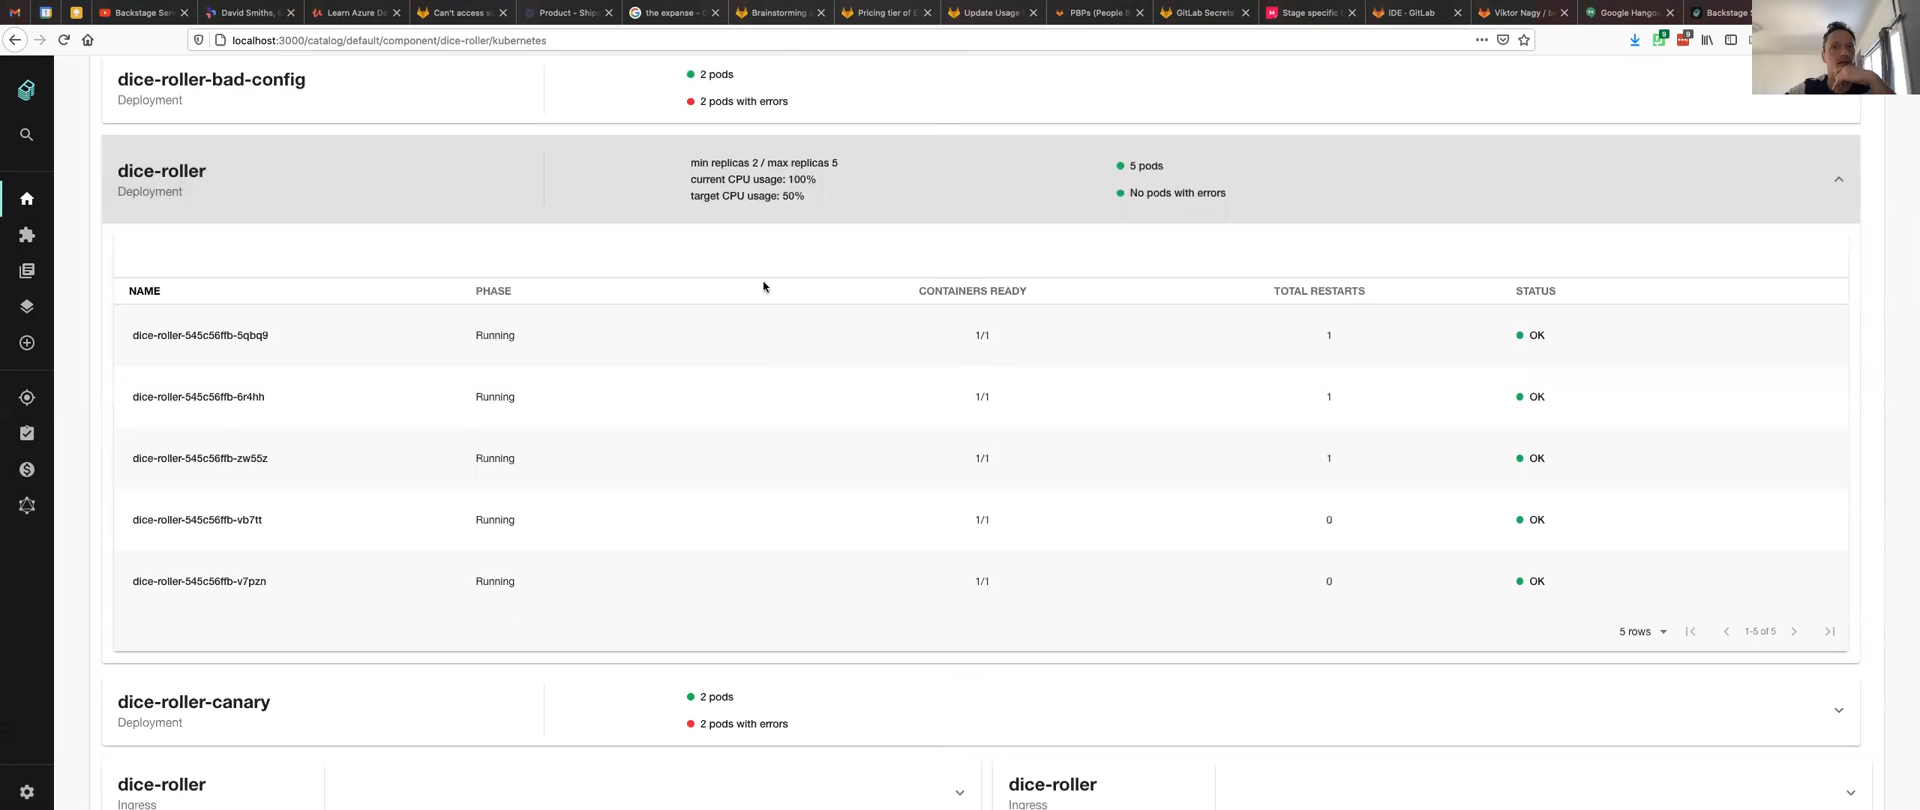 Backstage Ser
David Smiths,
Learn Azure De
Can't access s
Product - Ship
the expanse -
Brainstorming
Pricing tier of E
Update Usage
PBPs (People B
GitLab Secrets
Stage specific
IDE - GitLab
Viktor Nagy / b
Google Hangou
Backstage S
localhost:3000/catalog/default/component/dice-roller/kubernetes
9
9
dice-roller-bad-config
Deployment
2 pods
2 pods with errors
dice-roller
Deployment
min replicas 2 / max replicas 5
current CPU usage: 100%
target CPU usage: 50%
5 pods
No pods with errors
NAME PHASE CONTAINERS READY TOTAL RESTARTS STATUS
dice-roller-545c56ffb-5qbq9 Running 1/1 1 OK
dice-roller-545c56ffb-6r4hh Running 1/1 1 OK
dice-roller-545c56ffb-zw55z Running 1/1 1 OK
dice-roller-545c56ffb-vb7tt Running 1/1 0 OK
dice-roller-545c56ffb-v7pzn Running 1/1 0 OK
5 rows 1-5 of 5
dice-roller-canary
Deployment
2 pods
2 pods with errors
dice-roller
Ingress
dice-roller
Ingress